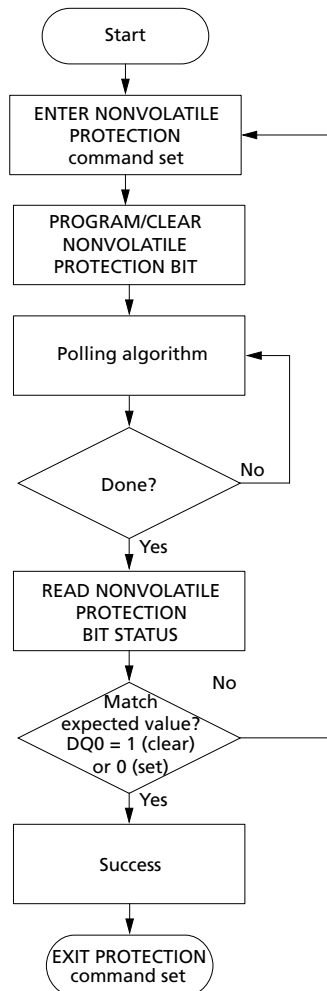 Start
ENTER NONVOLATILE
PROTECTION
command set
PROGRAM/CLEAR
NONVOLATILE
PROTECTION BIT
Polling algorithm
Done?
No
Yes
READ NONVOLATILE
PROTECTION
BIT STATUS
No
Match
expected value?
DQ0 = 1 (clear)
or 0 (set)
Yes
Success
EXIT PROTECTION
command set